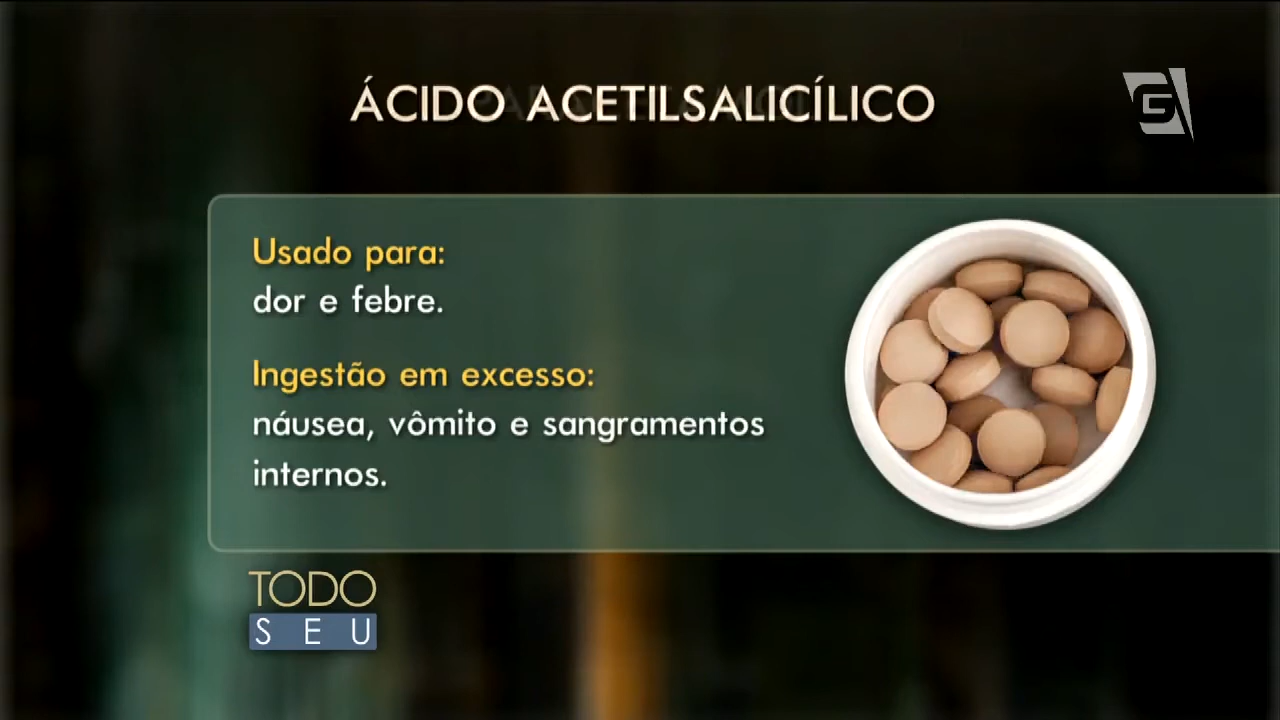 ÁCIDO ACETILSALICÍLICO
Usado para:
dor e febre.
Ingestão em excesso:
náusea, vômito e sangramentos
internos.
TODO
SEU